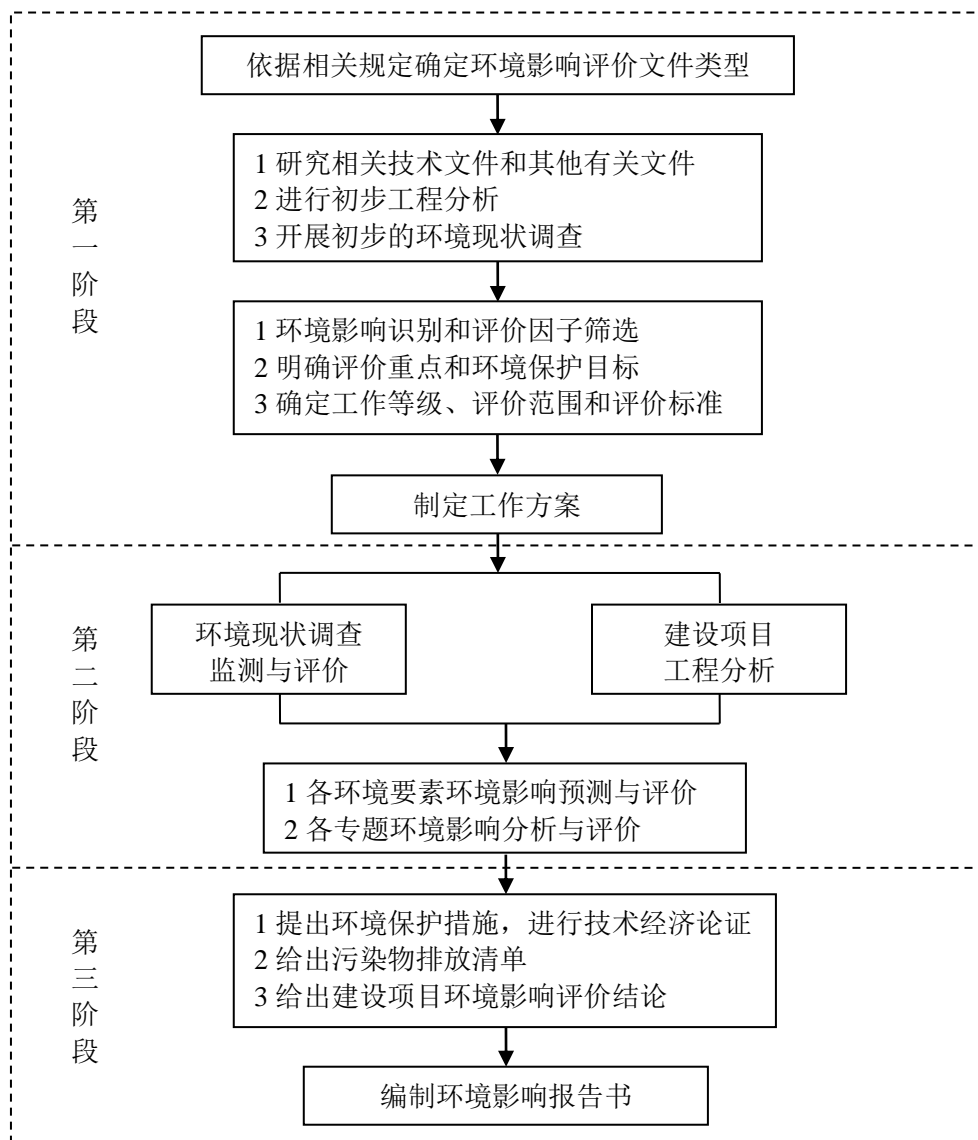 依据相关规定确定环境影响评价文件类型
第一阶段
1 研究相关技术文件和其他有关文件
2 进行初步工程分析
3 开展初步的环境现状调查
1 环境影响识别和评价因子筛选
2 明确评价重点和环境保护目标
3 确定工作等级、评价范围和评价标准
制定工作方案
第二阶段
环境现状调查
监测与评价
建设项目
工程分析
1 各环境要素环境影响预测与评价
2 各专题环境影响分析与评价
第三阶段
1 提出环境保护措施，进行技术经济论证
2 给出污染物排放清单
3 给出建设项目环境影响评价结论
编制环境影响报告书